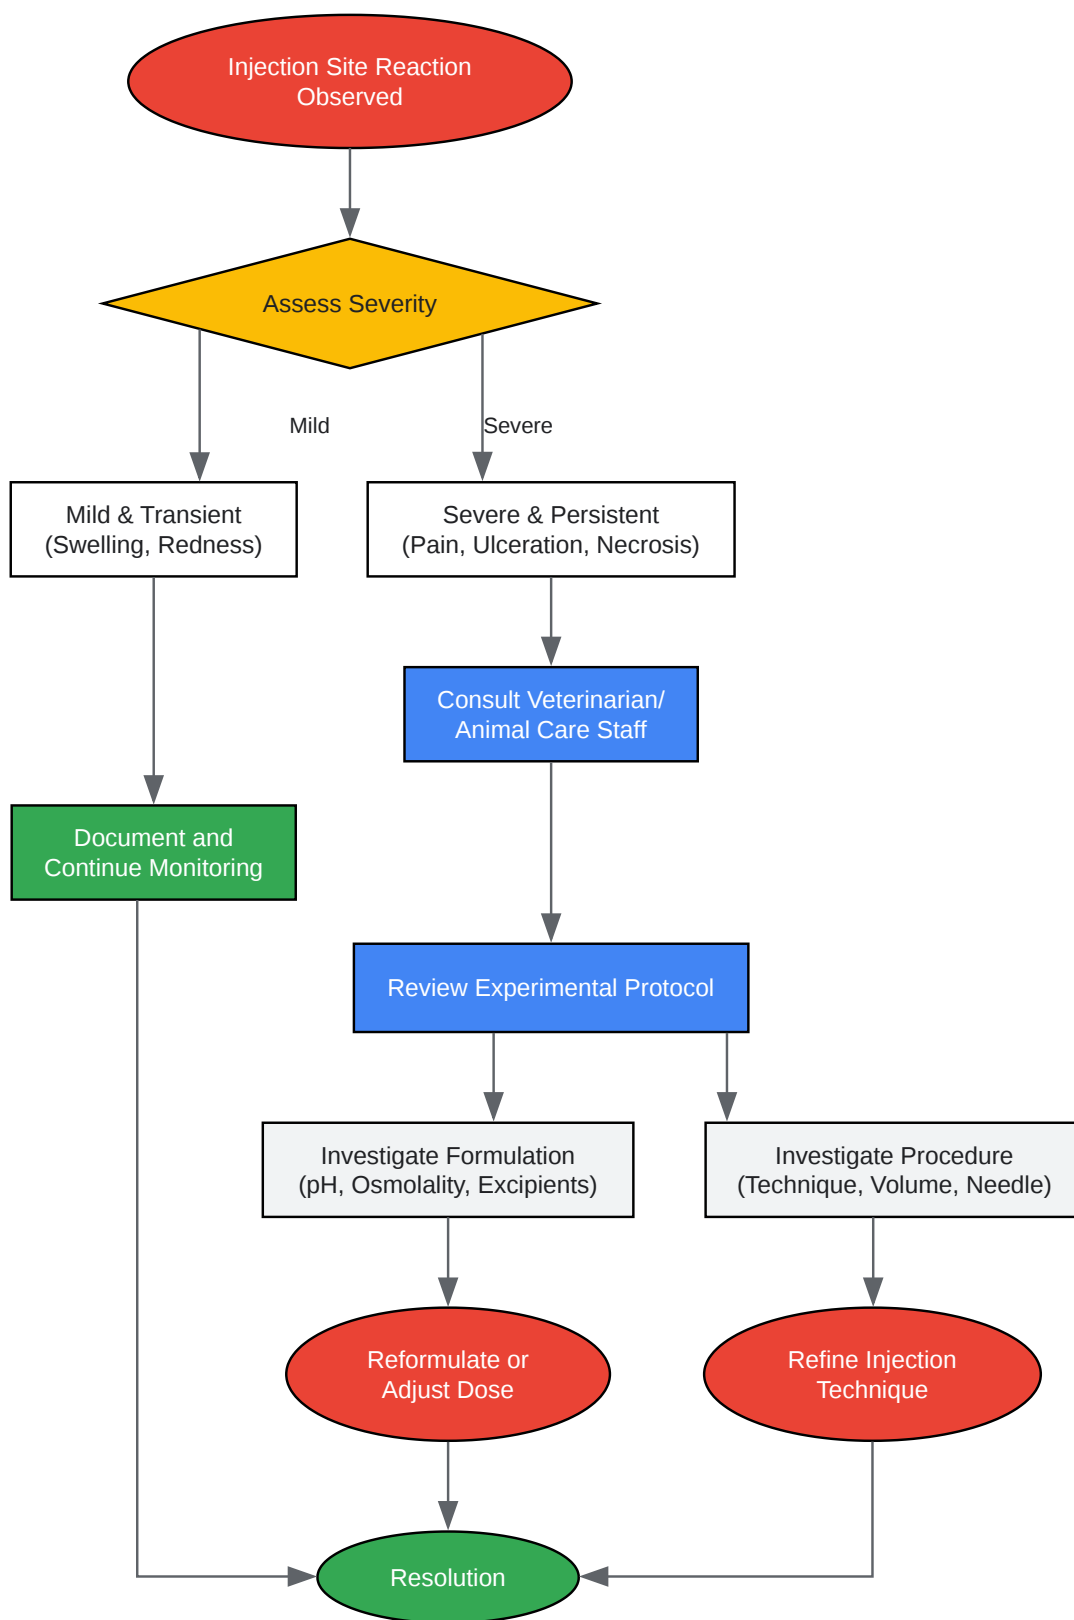 Injection Site Reaction
Observed
Assess Severity
Mild
Severe
Mild & Transient
(Swelling, Redness)
Severe & Persistent
(Pain, Ulceration, Necrosis)
Consult Veterinarian/
Animal Care Staff
Document and
Continue Monitoring
Review Experimental Protocol
Investigate Formulation
(pH, Osmolality, Excipients)
Investigate Procedure
(Technique, Volume, Needle)
Reformulate or
Adjust Dose
Refine Injection
Technique
Resolution